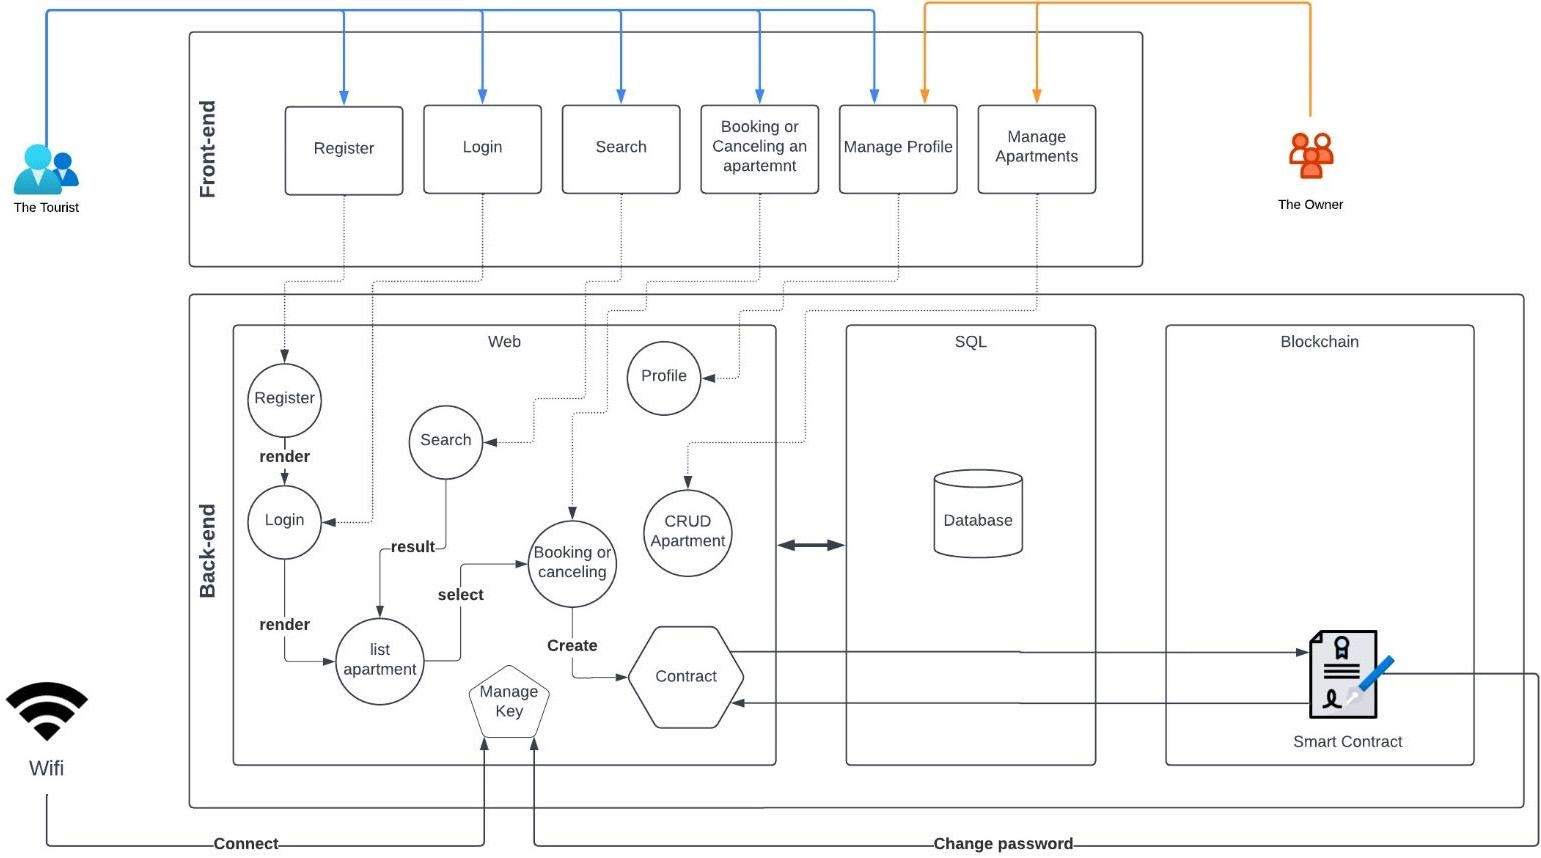 The Tourist
The Owner
Front-end
Register
Login
Search
Booking or
Canceling an
apartemnt
Manage Profile
Manage
Apartments
Back-end
Web
Register
render
Login
render
Search
result
list
apartment
select
Booking or
canceling
Create
Profile
CRUD
Apartment
Contract
Manage
Key
SQL
Database
Blockchain
Smart Contract
Wifi
Connect
Change password